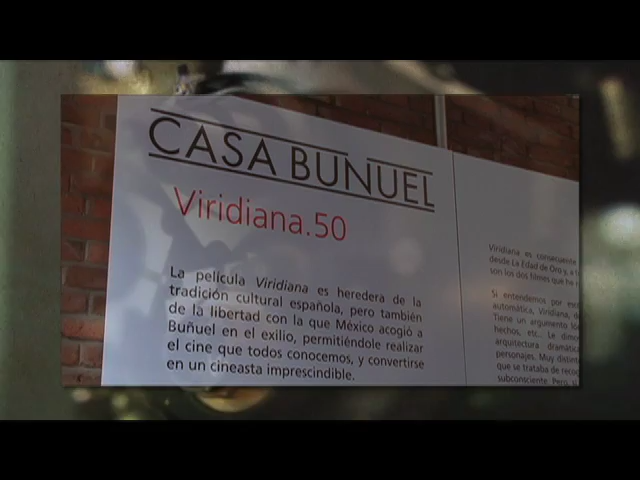 CASA BUÑUEL
Viridiana.50
La película Viridiana es heredera de la
tradición cultural española, pero también
de la libertad con la que México acogió a
Buñuel en el exilio, permitiéndole realizar
el cine que todos conocemos, y convertirse
en un cineasta imprescindible.
Viridiana es consecuente
desde La Edad de Oro y, a
son los dos filmes que ha
Si entendemos por
automática, Viridiana,
Tiene un argumento
hechos, etc.. Le
arquitectura
personajes. Muy
que se trataba de
subconsciente. Pero,